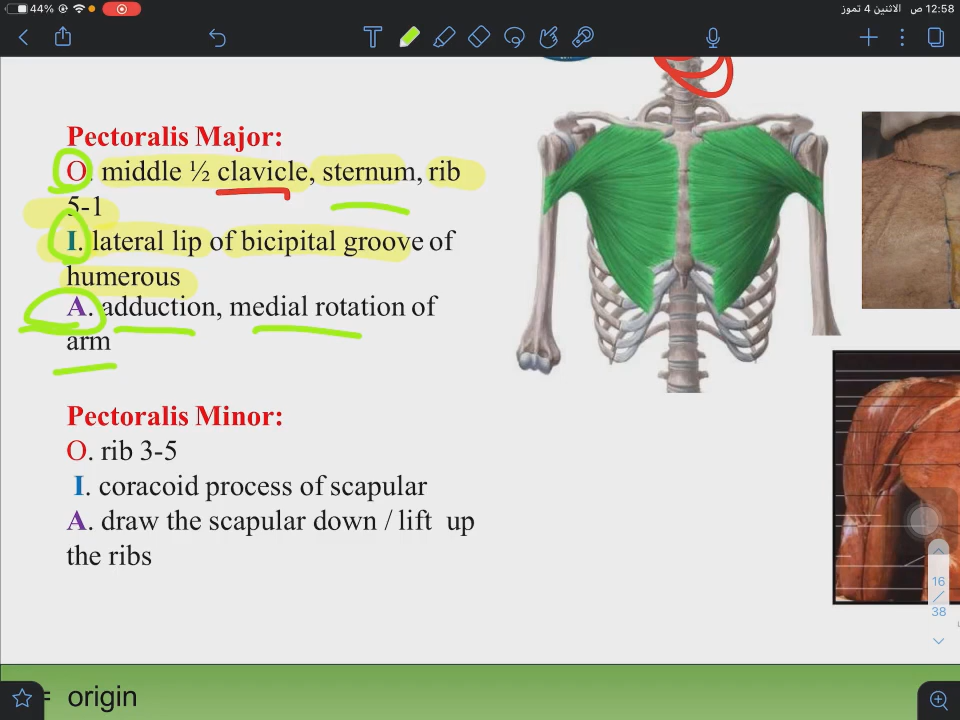 44%
12:58 ص الاثنين 4 تموز
Pectoralis Major:
O. middle ½ clavicle, sternum, rib
5-1
I. lateral lip of bicipital groove of
humerous
A. adduction, medial rotation of
arm
Pectoralis Minor:
O. rib 3-5
I. coracoid process of scapular
A. draw the scapular down / lift up
the ribs
16
/
38
= origin